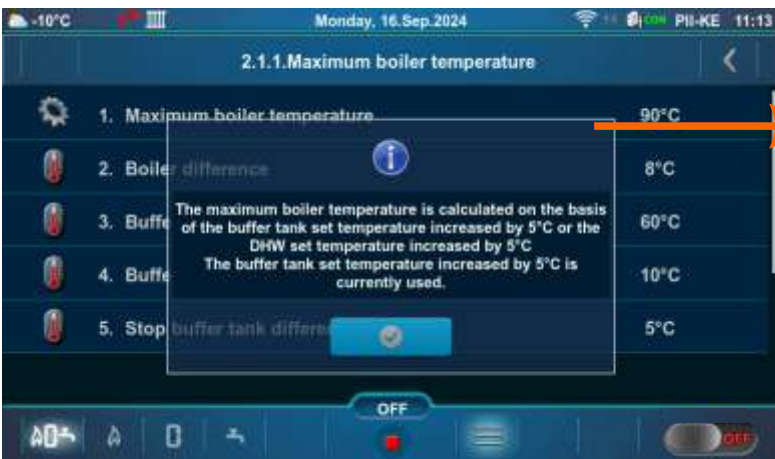 -10°C Monday, 16.Sep.2024 CON PII-KE 11:13
2.1.1.Maximum boiler temperature
1. Maximum boiler temperature 90°C
2. Boiler difference 8°C
3. Buffe 60°C
4. Buffe 10°C
5. Stop buffer tank differe 5°C
The maximum boiler temperature is calculated on the basis
of the buffer tank set temperature increased by 5°C or the
DHW set temperature increased by 5°C
The buffer tank set temperature increased by 5°C is
currently used.
OFF
OFF